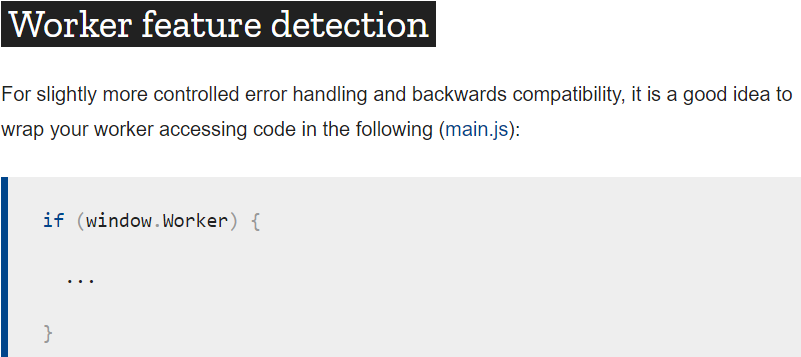 Worker feature detection
For slightly more controlled error handling and backwards compatibility, it is a good idea to
wrap your worker accessing code in the following (main.js):
if (window.Worker) {
...
}